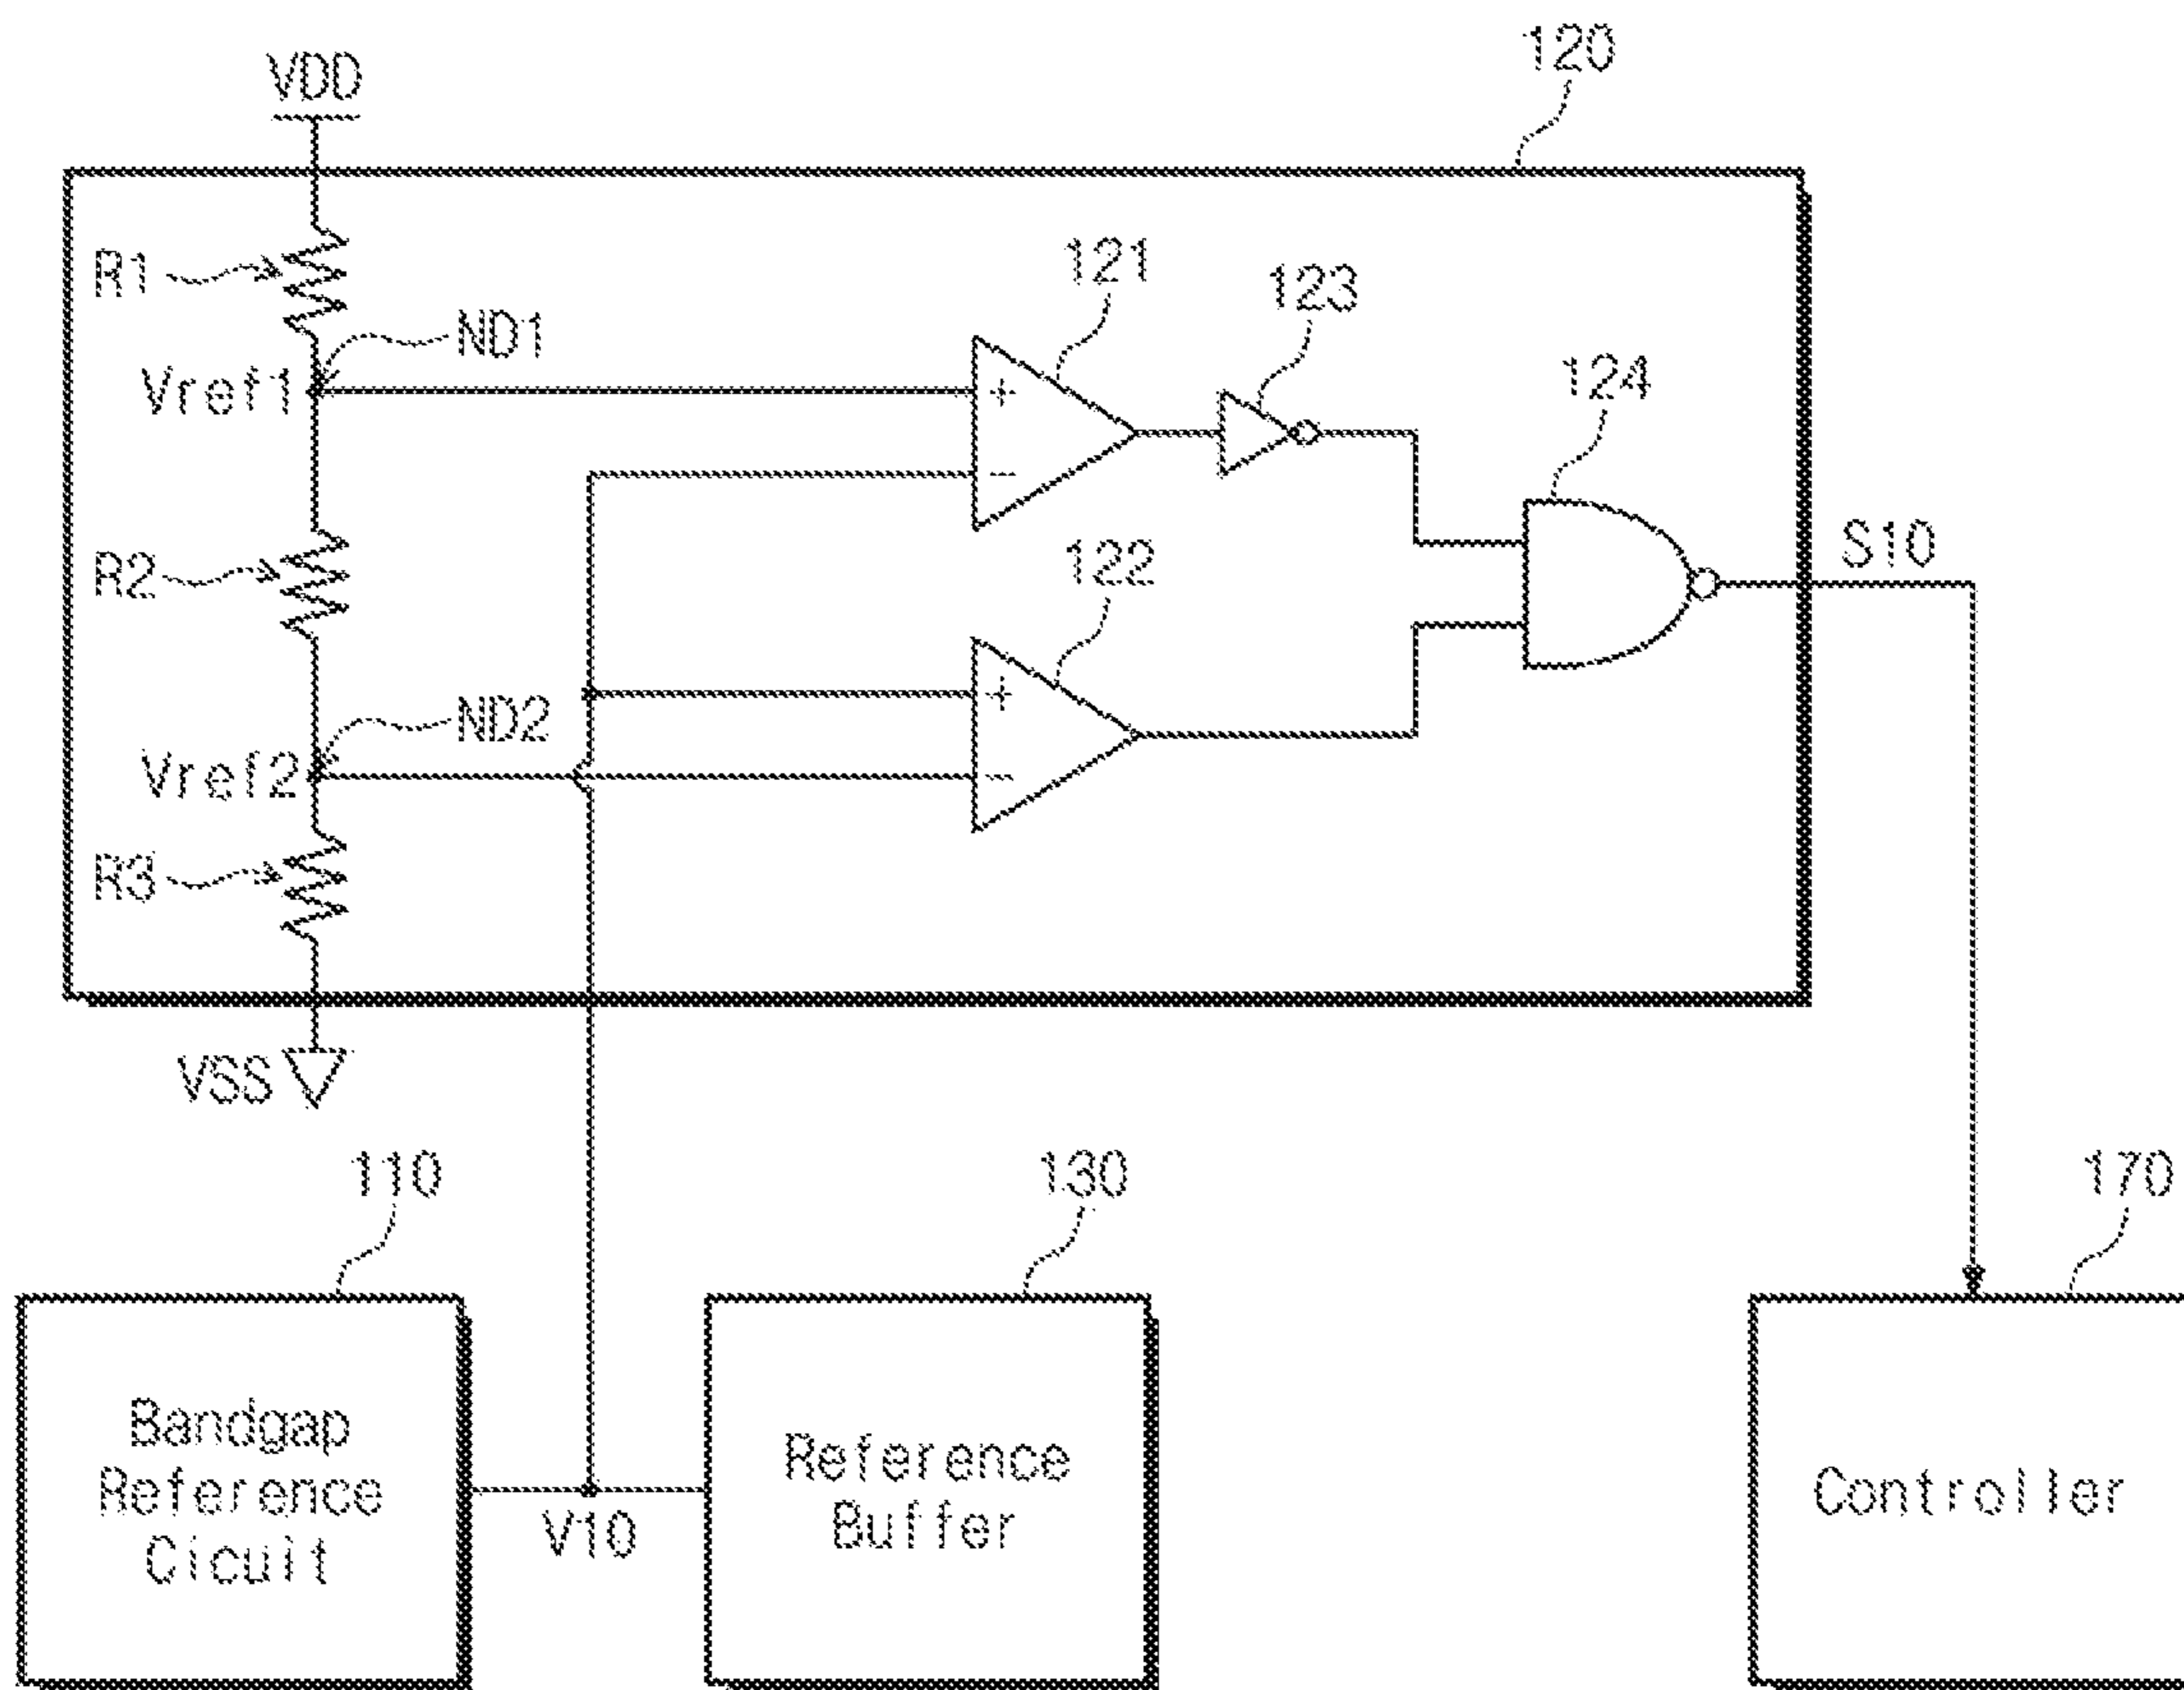 120
VDD
R1
ND1
121
123
Vref1
+
-
124
R2
122
S10
+
ND2
Vref2
-
R3
VSS
110
130
170
Bandgap
Reference
Cicuit
V10
Reference
Buffer
Controller